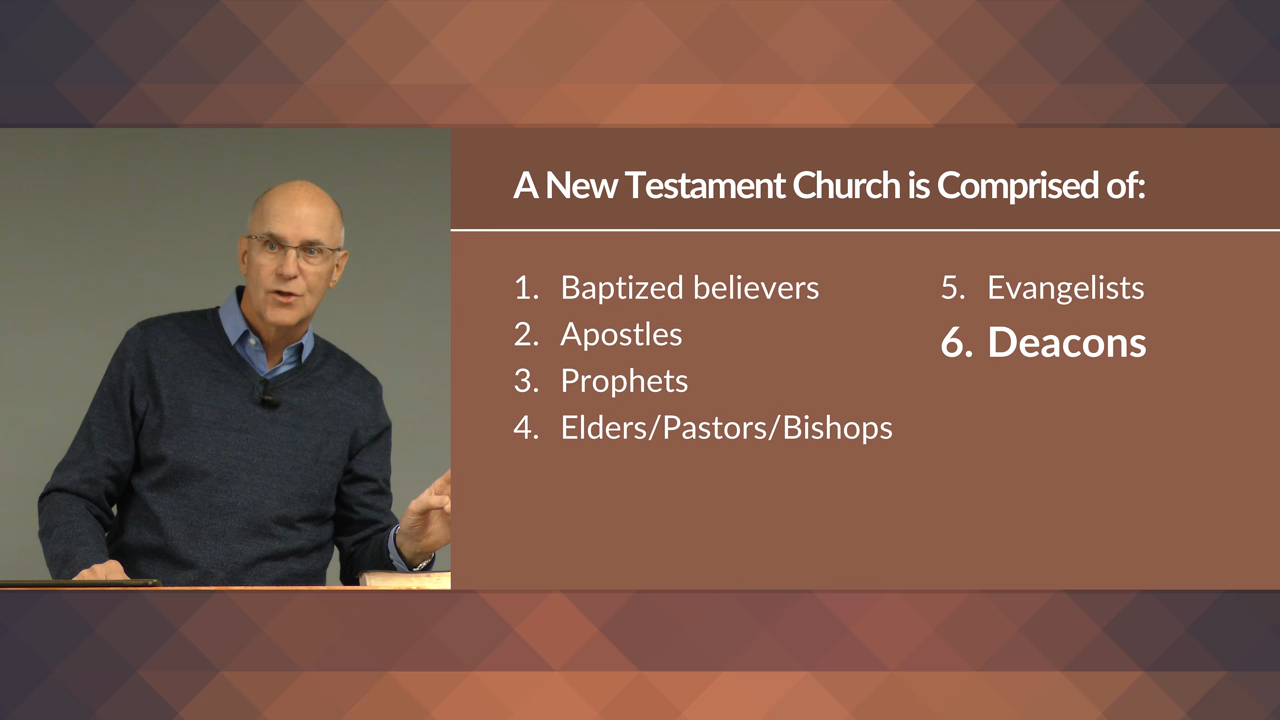 A New Testament Church is Comprised of:
1. Baptized believers
2. Apostles
3. Prophets
4. Elders/Pastors/Bishops
5. Evangelists
6. Deacons